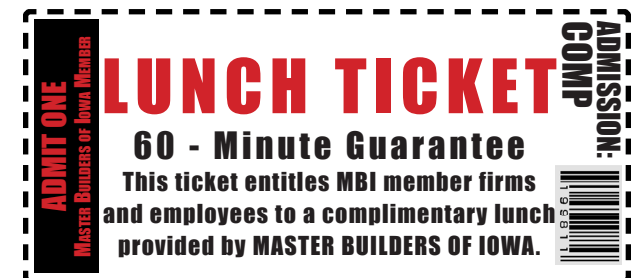 ADMIT ONE
MASTER BUILDERS OF IOWA MEMBER
LUNCH TICKET
60 - Minute Guarantee
This ticket entitles MBI member firms
and employees to a complimentary lunch
provided by MASTER BUILDERS OF IOWA.
ADMISSION:
COMP
199811